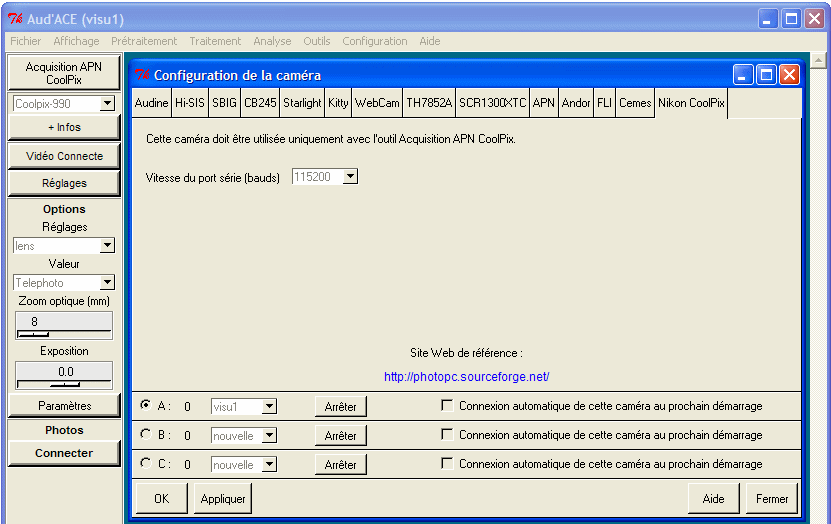 Aud'ACE (visu1)
Fichier Affichage Prétraitement Traitement Analyse Outils Configuration Aide
Acquisition APN
CoolPix
Coolpix-990
+ Infos
Vidéo Connecte
Réglages
Options
Réglages
lens
Valeur
Telephoto
Zoom optique (mm)
8
Exposition
0.0
Paramètres
Photos
Connecter
Configuration de la caméra
Audine Hi-SIS SBIG CB245 Starlight Kitty WebCam TH7852A SCR1300XTC APN Andor FLI Cemes Nikon CoolPix
Cette caméra doit être utilisée uniquement avec l'outil Acquisition APN CoolPix.
Vitesse du port série (bauds) 115200
Site Web de référence :
http://photopc.sourceforge.net/
A : 0 visu1 Arrêter Connexion automatique de cette caméra au prochain démarrage
B : 0 nouvelle Arrêter Connexion automatique de cette caméra au prochain démarrage
C : 0 nouvelle Arrêter Connexion automatique de cette caméra au prochain démarrage
OK Appliquer Aide Fermer